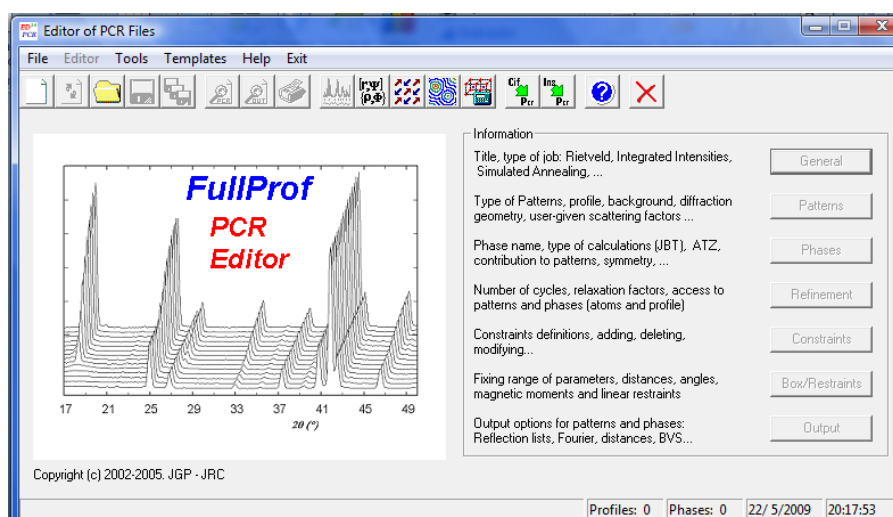 Editor of PCR Files
File Editor Tools Templates Help Exit
[r,Ψ]
(ρ,Φ)
Cif
Pcr
Ins
Pcr
Information
Title, type of job: Rietveld, Integrated Intensities,
Simulated Annealing, ...
General
Type of Patterns, profile, background, diffraction
geometry, user-given scattering factors ...
Patterns
Phase name, type of calculations (JBT), ATZ,
contribution to patterns, symmetry, ...
Phases
Number of cycles, relaxation factors, access to
patterns and phases (atoms and profile)
Refinement
Constraints definitions, adding, deleting,
modifying...
Constraints
Fixing range of parameters, distances, angles,
magnetic moments and linear restraints
Box/Restraints
Output options for patterns and phases:
Reflection lists, Fourier, distances, BVS...
Output
FullProf
PCR
Editor
17 21 25 29 33 37 41 45 49
2θ (°)
Copyright (c) 2002-2005. JGP - JRC
Profiles: 0 Phases: 0 22/ 5/2009 20:17:53